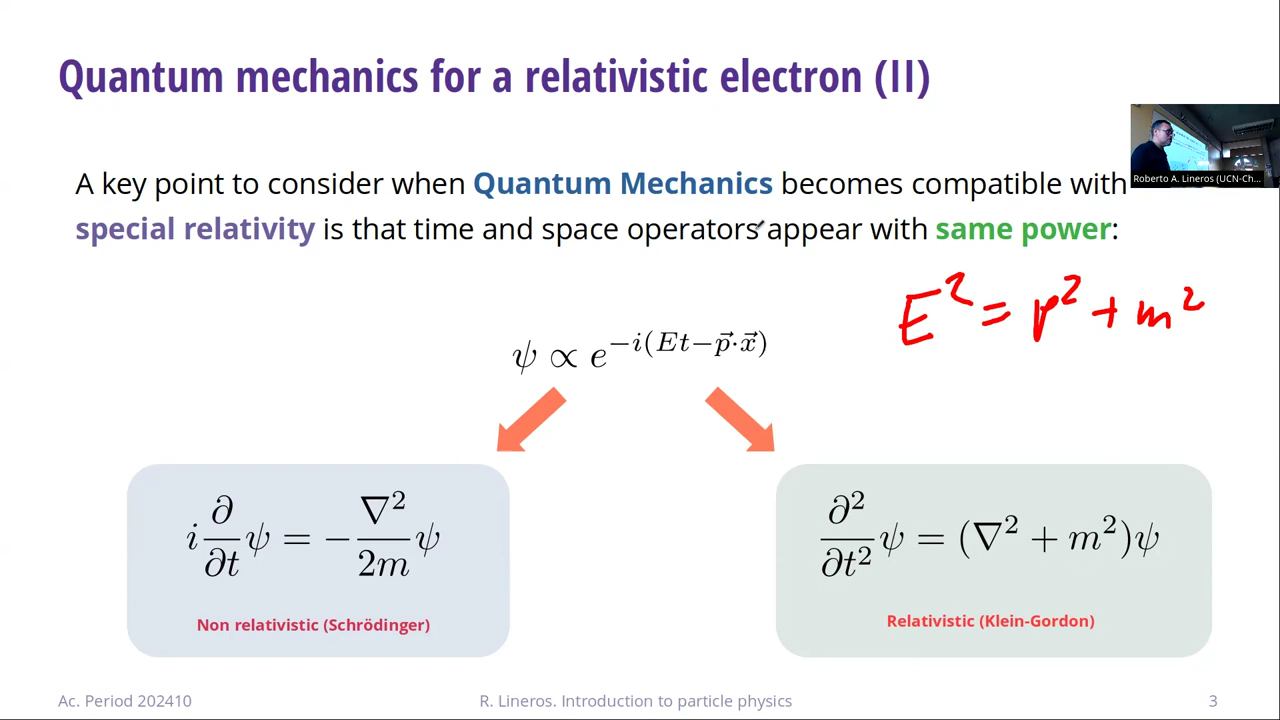 Quantum mechanics for a relativistic electron (II)
A key point to consider when Quantum Mechanics becomes compatible with
special relativity is that time and space operators appear with same power:
Roberto A. Lineros (UCN-Ch...
E² = p² + m²
ψ ∝ e^{−i(Et−p⃗·x⃗)}
i ∂/∂t ψ = − ∇²/2m ψ
Non relativistic (Schrödinger)
∂²/∂t² ψ = (∇² + m²)ψ
Relativistic (Klein-Gordon)
Ac. Period 202410
R. Lineros. Introduction to particle physics
3